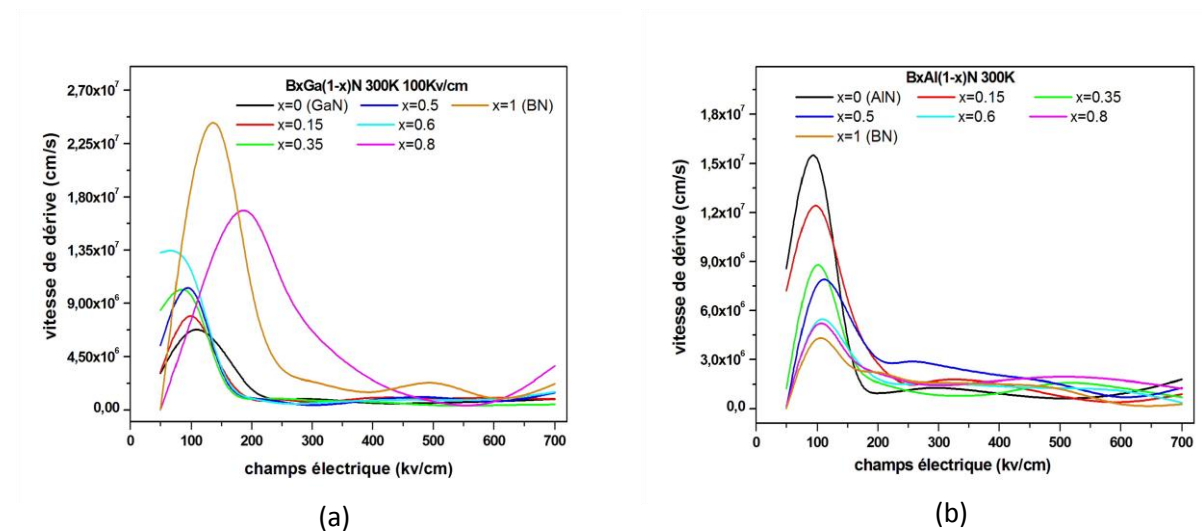 BxGa(1-x)N 300K 100Kv/cm
x=0 (GaN) x=0.5 x=1 (BN)
x=0.15 x=0.6
x=0.35 x=0.8
2,70x10⁷
2,25x10⁷
1,80x10⁷
1,35x10⁷
9,00x10⁶
4,50x10⁶
0,00
vitesse de dérive (cm/s)
0 100 200 300 400 500 600 700
champs électrique (kv/cm)
(a)
BxAl(1-x)N 300K
x=0 (AlN) x=0.15 x=0.35
x=0.5 x=0.6 x=0.8
x=1 (BN)
1,8x10⁷
1,5x10⁷
1,2x10⁷
9,0x10⁶
6,0x10⁶
3,0x10⁶
0,0
vitesse de dérive (cm/s)
0 100 200 300 400 500 600 700
champs électrique (kv/cm)
(b)